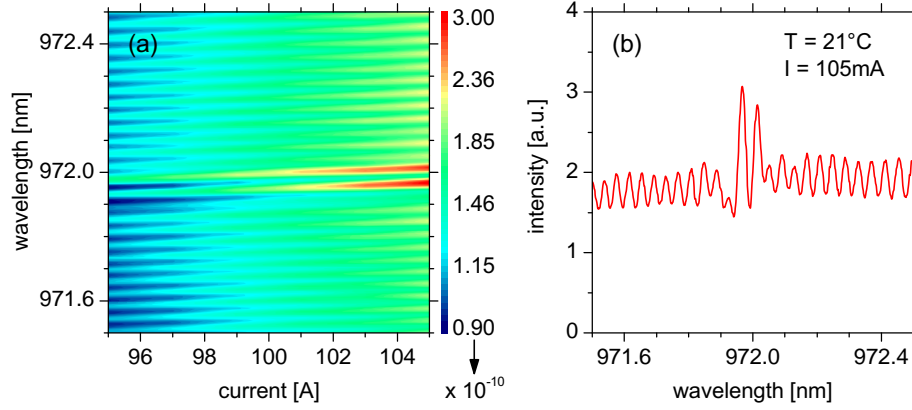 (a)
wavelength [nm]
972.4
972.0
971.6
96 98 100 102 104
current [A]
3.00
2.36
1.85
1.46
1.15
0.90
x 10-10
(b)
T = 21°C
I = 105mA
intensity [a.u.]
4
3
2
1
0
971.6 972.0 972.4
wavelength [nm]